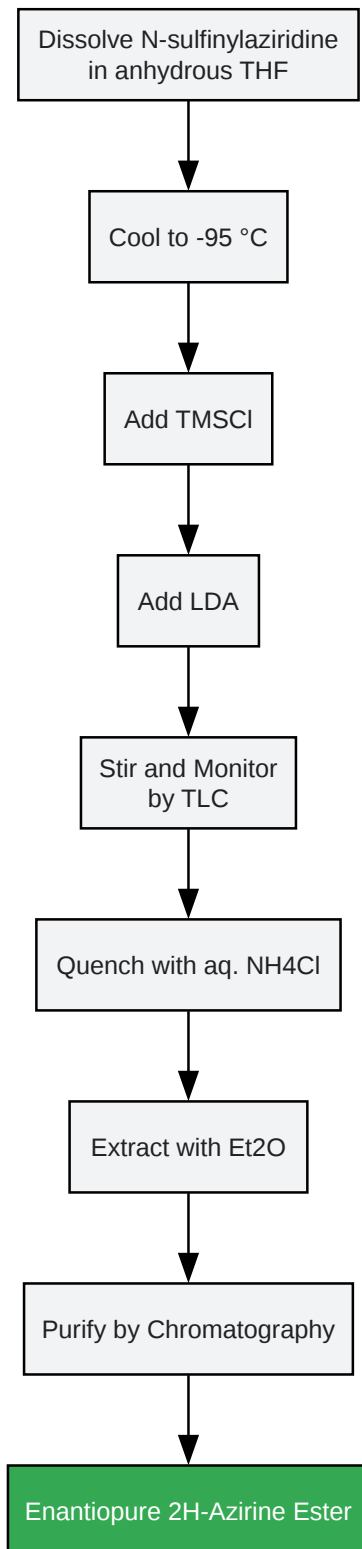 Dissolve N-sulfinylaziridine
in anhydrous THF
Cool to -95 °C
Add TMSCl
Add LDA
Stir and Monitor
by TLC
Quench with aq. NH4Cl
Extract with Et2O
Purify by Chromatography
Enantiopure 2H-Azirine Ester